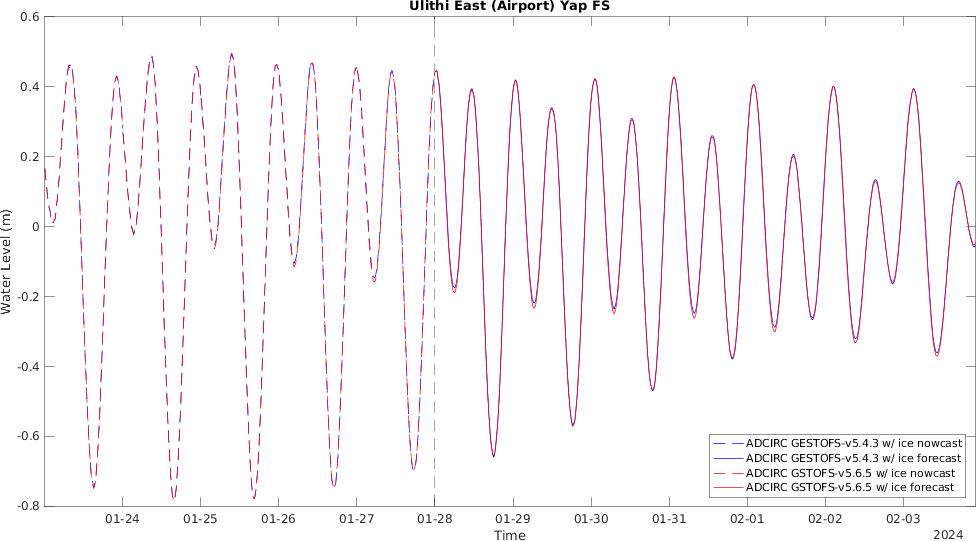 Ulithi East (Airport) Yap FS
0.6
0.4
0.2
0
-0.2
-0.4
-0.6
-0.8
Water Level (m)
ADCIRC GESTOFS-v5.4.3 w/ ice nowcast
ADCIRC GESTOFS-v5.4.3 w/ ice forecast
ADCIRC GSTOFS-v5.6.5 w/ ice nowcast
ADCIRC GSTOFS-v5.6.5 w/ ice forecast
01-24 01-25 01-26 01-27 01-28 01-29 01-30 01-31 02-01 02-02 02-03
Time
2024